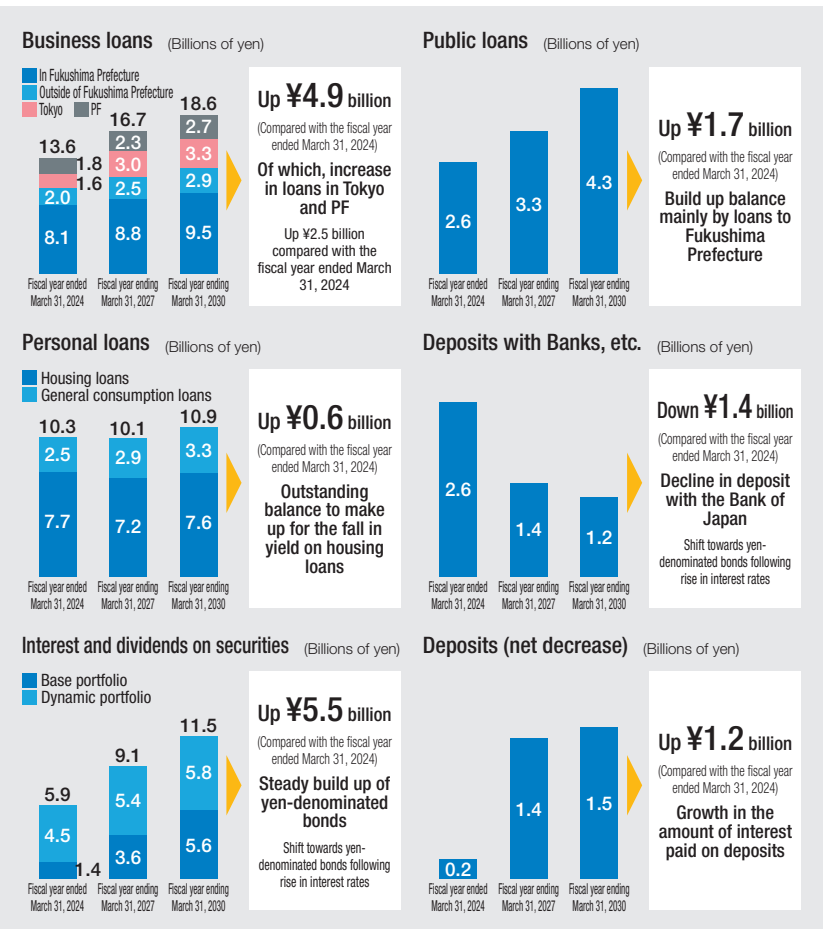 Business loans (Billions of yen)
In Fukushima Prefecture
Outside of Fukushima Prefecture
Tokyo PF
13.6
1.8
1.6
2.0
8.1
16.7
2.3
3.0
2.5
8.8
18.6
2.7
3.3
2.9
9.5
Fiscal year ended
March 31, 2024
Fiscal year ending
March 31, 2027
Fiscal year ending
March 31, 2030
Up ¥4.9 billion
(Compared with the fiscal year
ended March 31, 2024)
Of which, increase
in loans in Tokyo
and PF
Up ¥2.5 billion
compared with the
fiscal year ended March
31, 2024
Public loans (Billions of yen)
2.6
3.3
4.3
Fiscal year ended
March 31, 2024
Fiscal year ending
March 31, 2027
Fiscal year ending
March 31, 2030
Up ¥1.7 billion
(Compared with the fiscal year
ended March 31, 2024)
Build up balance
mainly by loans to
Fukushima
Prefecture
Personal loans (Billions of yen)
Housing loans
General consumption loans
10.3
2.5
7.7
10.1
2.9
7.2
10.9
3.3
7.6
Fiscal year ended
March 31, 2024
Fiscal year ending
March 31, 2027
Fiscal year ending
March 31, 2030
Up ¥0.6 billion
(Compared with the fiscal year
ended March 31, 2024)
Outstanding
balance to make
up for the fall in
yield on housing
loans
Deposits with Banks, etc. (Billions of yen)
2.6
1.4
1.2
Fiscal year ended
March 31, 2024
Fiscal year ending
March 31, 2027
Fiscal year ending
March 31, 2030
Down ¥1.4 billion
(Compared with the fiscal year
ended March 31, 2024)
Decline in deposit
with the Bank of
Japan
Shift towards yen-
denominated bonds following
rise in interest rates
Interest and dividends on securities (Billions of yen)
Base portfolio
Dynamic portfolio
5.9
4.5
1.4
9.1
5.4
3.6
11.5
5.8
5.6
Fiscal year ended
March 31, 2024
Fiscal year ending
March 31, 2027
Fiscal year ending
March 31, 2030
Up ¥5.5 billion
(Compared with the fiscal year
ended March 31, 2024)
Steady build up of
yen-denominated
bonds
Shift towards yen-
denominated bonds following
rise in interest rates
Deposits (net decrease) (Billions of yen)
0.2
1.4
1.5
Fiscal year ended
March 31, 2024
Fiscal year ending
March 31, 2027
Fiscal year ending
March 31, 2030
Up ¥1.2 billion
(Compared with the fiscal year
ended March 31, 2024)
Growth in the
amount of interest
paid on deposits